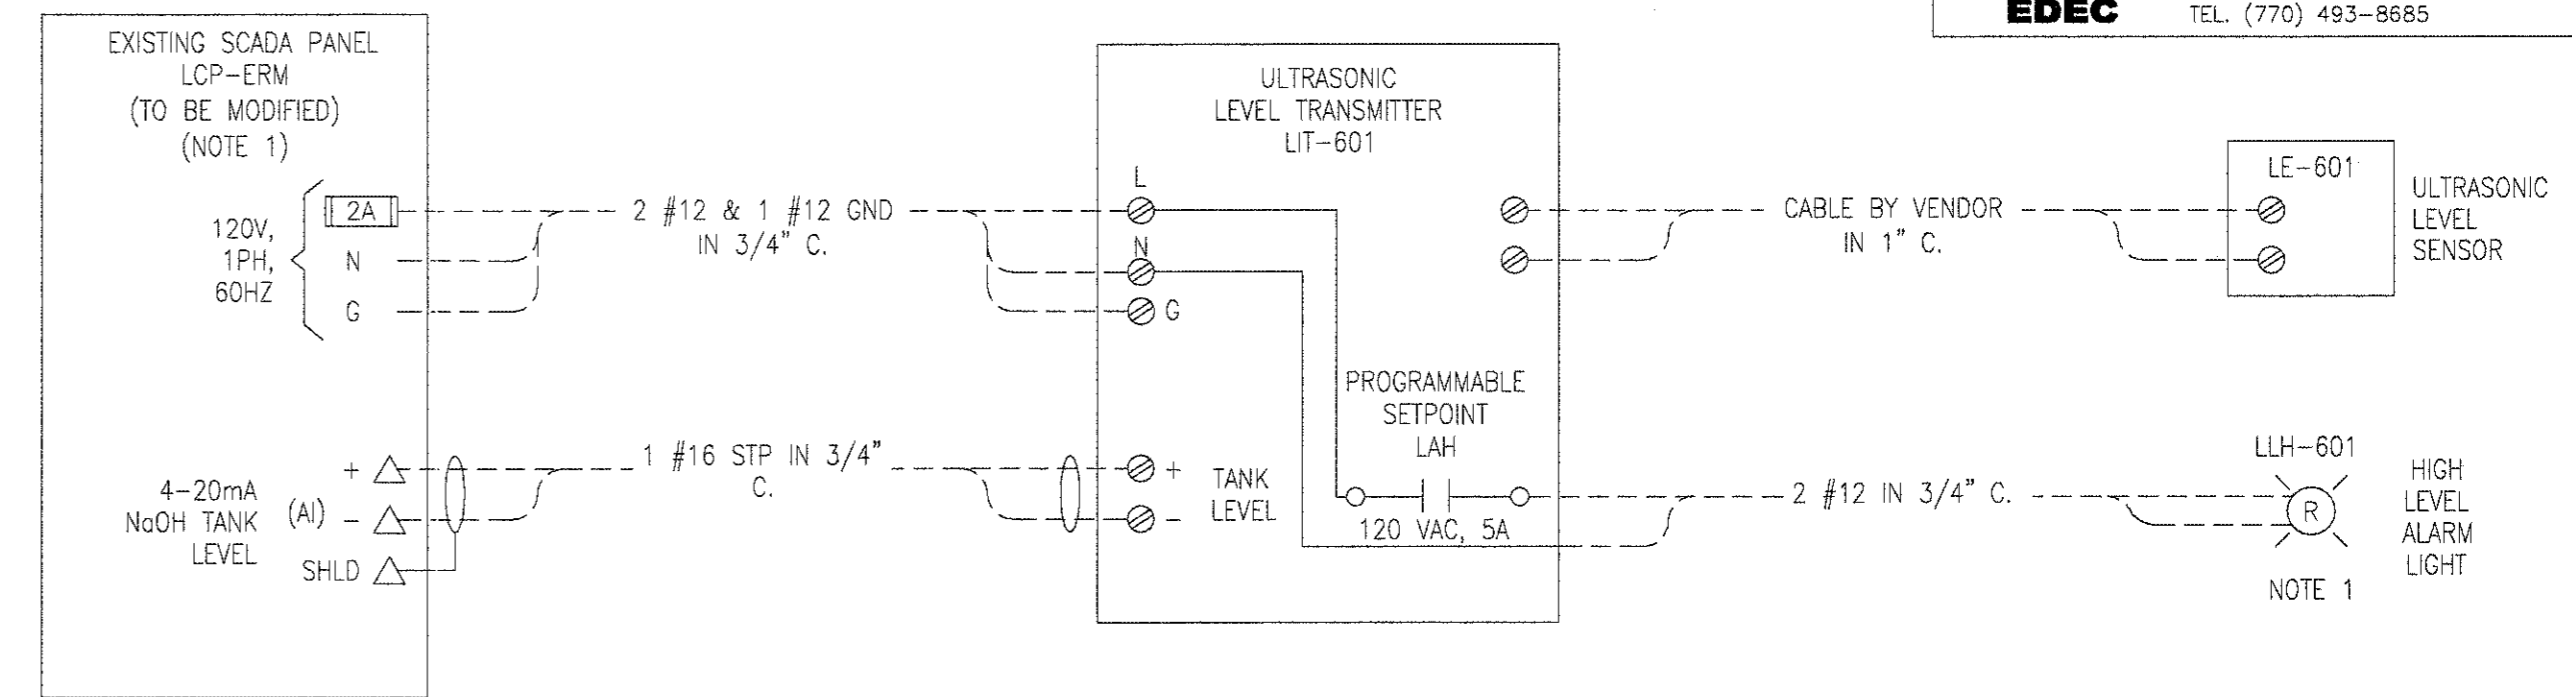 EDEC
TEL. (770) 493-8685
EXISTING SCADA PANEL
LCP-ERM
(TO BE MODIFIED)
(NOTE 1)
120V,
1PH,
60HZ
2A
N
G
2 #12 & 1 #12 GND
IN 3/4" C.
4-20mA
NaOH TANK
LEVEL
(AI)
+
-
SHLD
1 #16 STP IN 3/4"
C.
ULTRASONIC
LEVEL TRANSMITTER
LIT-601
L
N
G
+
-
TANK
LEVEL
PROGRAMMABLE
SETPOINT
LAH
120 VAC, 5A
CABLE BY VENDOR
IN 1" C.
LE-601
ULTRASONIC
LEVEL
SENSOR
2 #12 IN 3/4" C.
LLH-601
R
NOTE 1
HIGH
LEVEL
ALARM
LIGHT